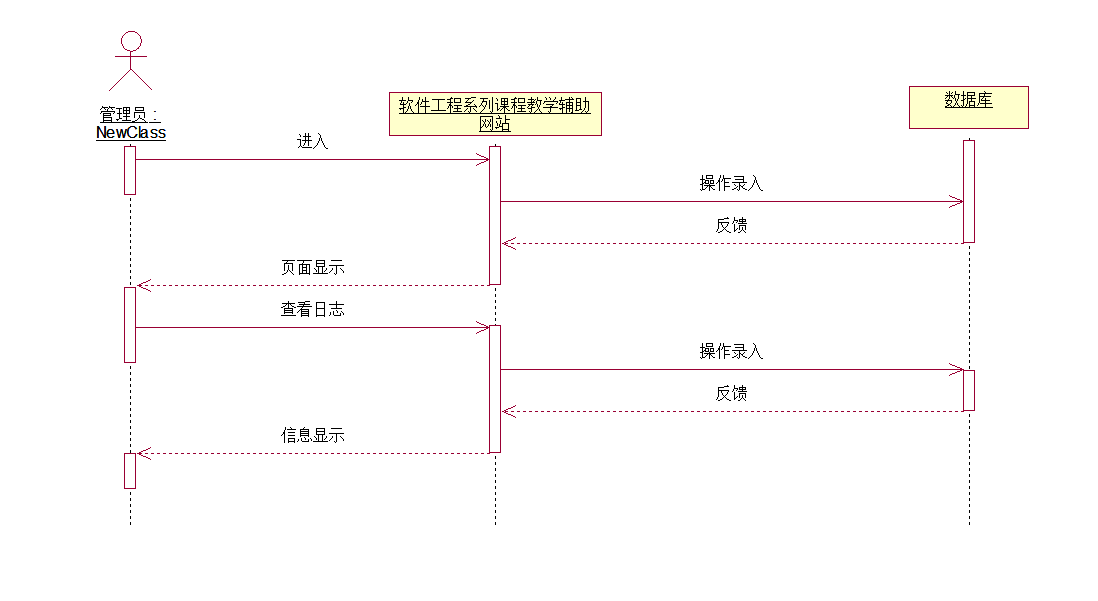 管理员：
NewClass
软件工程系列课程教学辅助
网站
数据库
进入
操作录入
反馈
页面显示
查看日志
操作录入
反馈
信息显示